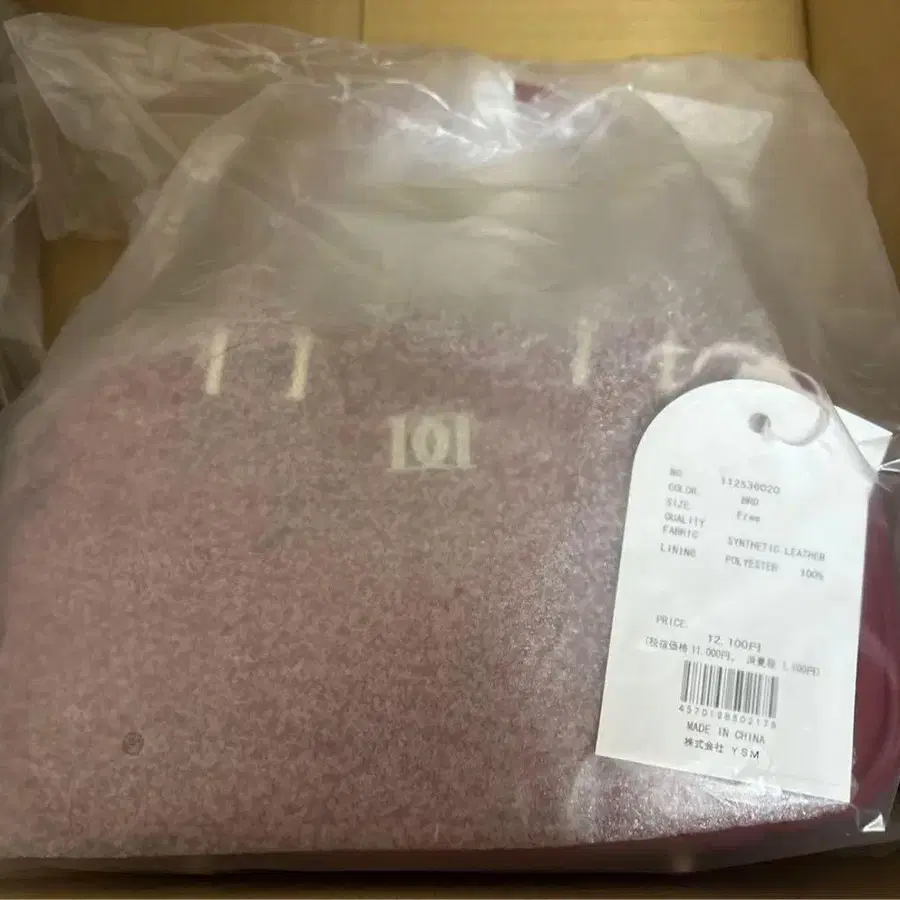 101
NO. 112536020
COLOR. BRD
SIZE. Free
QUALITY
FABRIC SYNTHETIC LEATHER
LINING POLYESTER 100%
PRICE.
12,100円
(税抜価格 11,000円, 消費税 1,100円)
4570198502175
MADE IN CHINA
株式会社 YSM